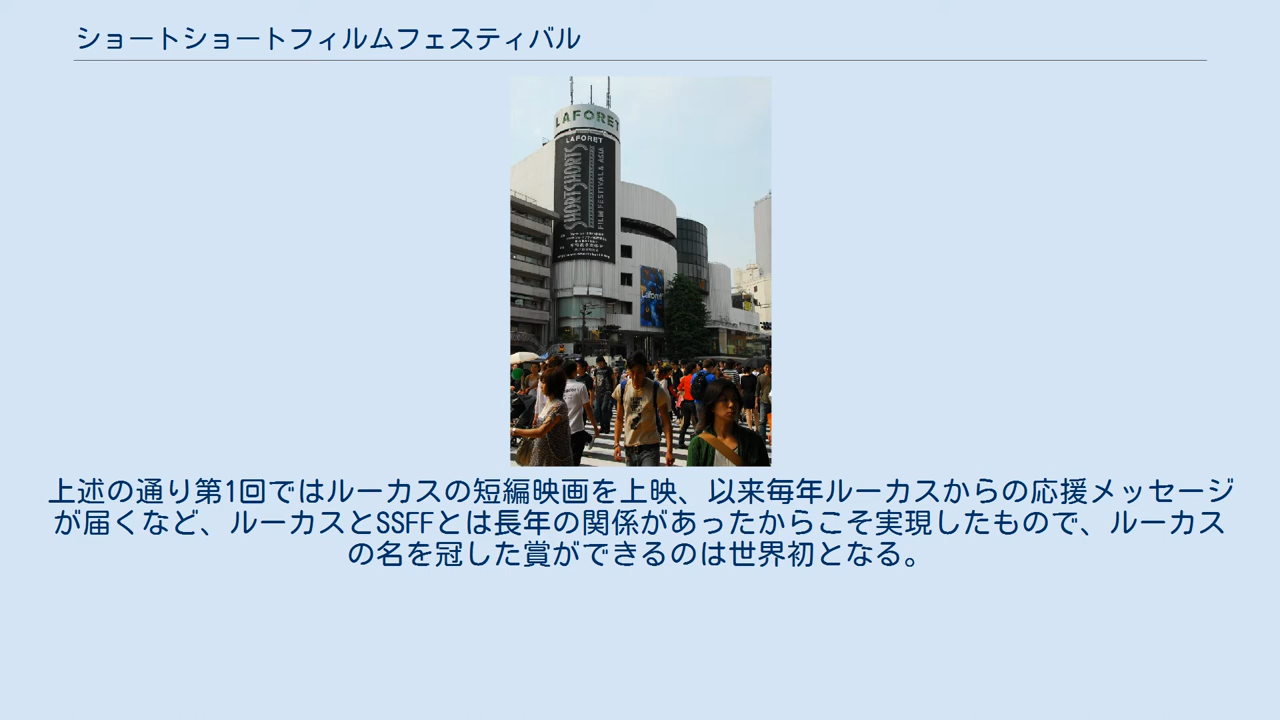 ショートショートフィルムフェスティバル
LAFORET
LAFORET
SHORTSHORTS
FILM FESTIVAL & ASIA
Laforet
上述の通り第1回ではルーカスの短編映画を上映、以来毎年ルーカスからの応援メッセージ
が届くなど、ルーカスとSSFFとは長年の関係があったからこそ実現したもので、ルーカス
の名を冠した賞ができるのは世界初となる。